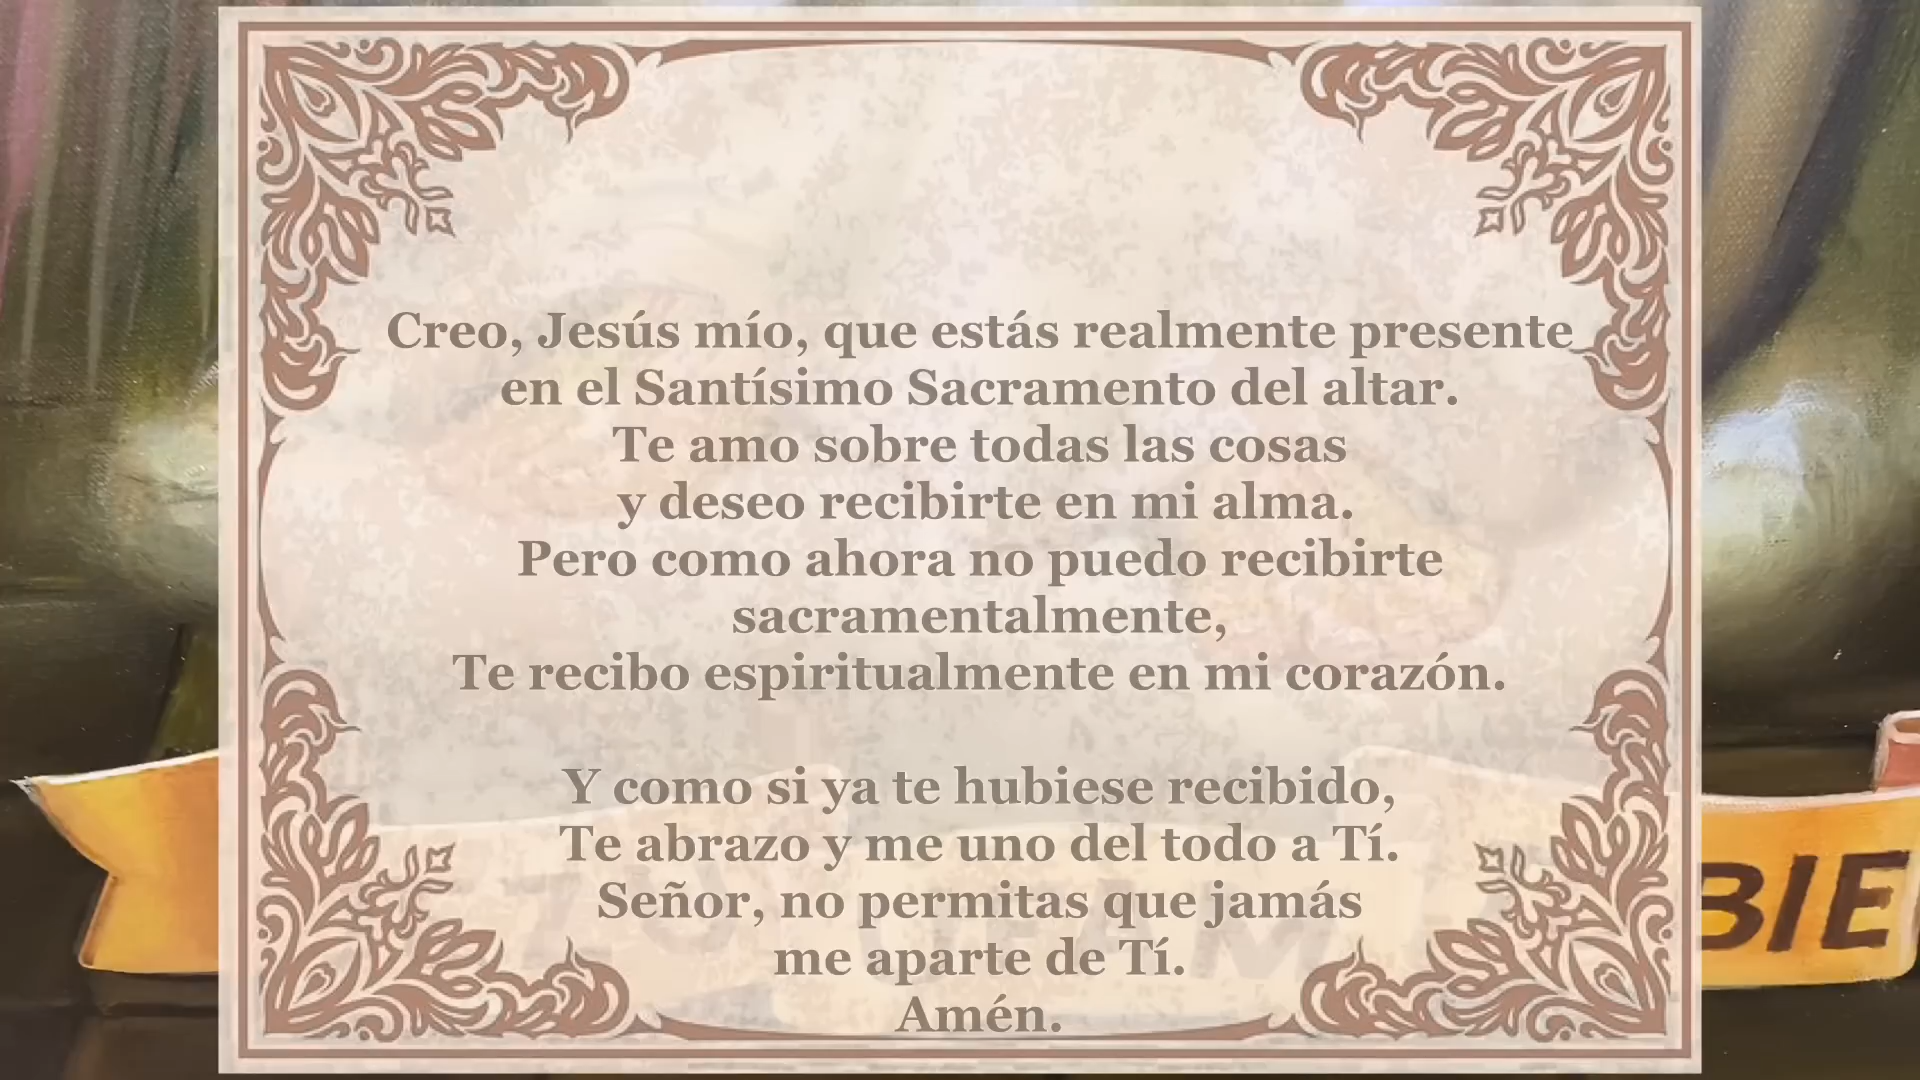 Creo, Jesús mío, que estás realmente presente
en el Santísimo Sacramento del altar.
Te amo sobre todas las cosas
y deseo recibirte en mi alma.
Pero como ahora no puedo recibirte
sacramentalmente,
Te recibo espiritualmente en mi corazón.
Y como si ya te hubiese recibido,
Te abrazo y me uno del todo a Tí.
Señor, no permitas que jamás
me aparte de Tí.
Amén.